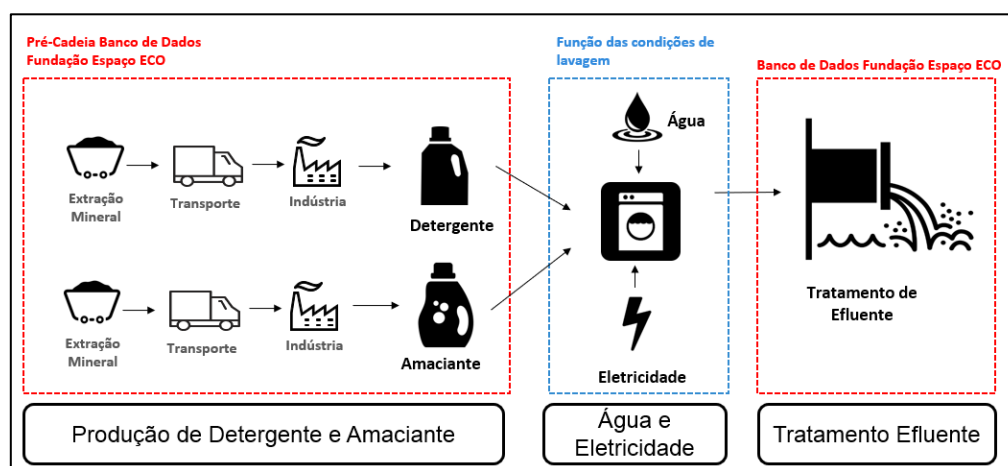 Pré-Cadeia Banco de Dados
Fundação Espaço ECO
Função das condições de
lavagem
Banco de Dados Fundação Espaço ECO
Extração
Mineral
Transporte
Indústria
Detergente
Extração
Mineral
Transporte
Indústria
Amaciante
Água
Eletricidade
Tratamento de
Efluente
Produção de Detergente e Amaciante
Água e
Eletricidade
Tratamento Efluente